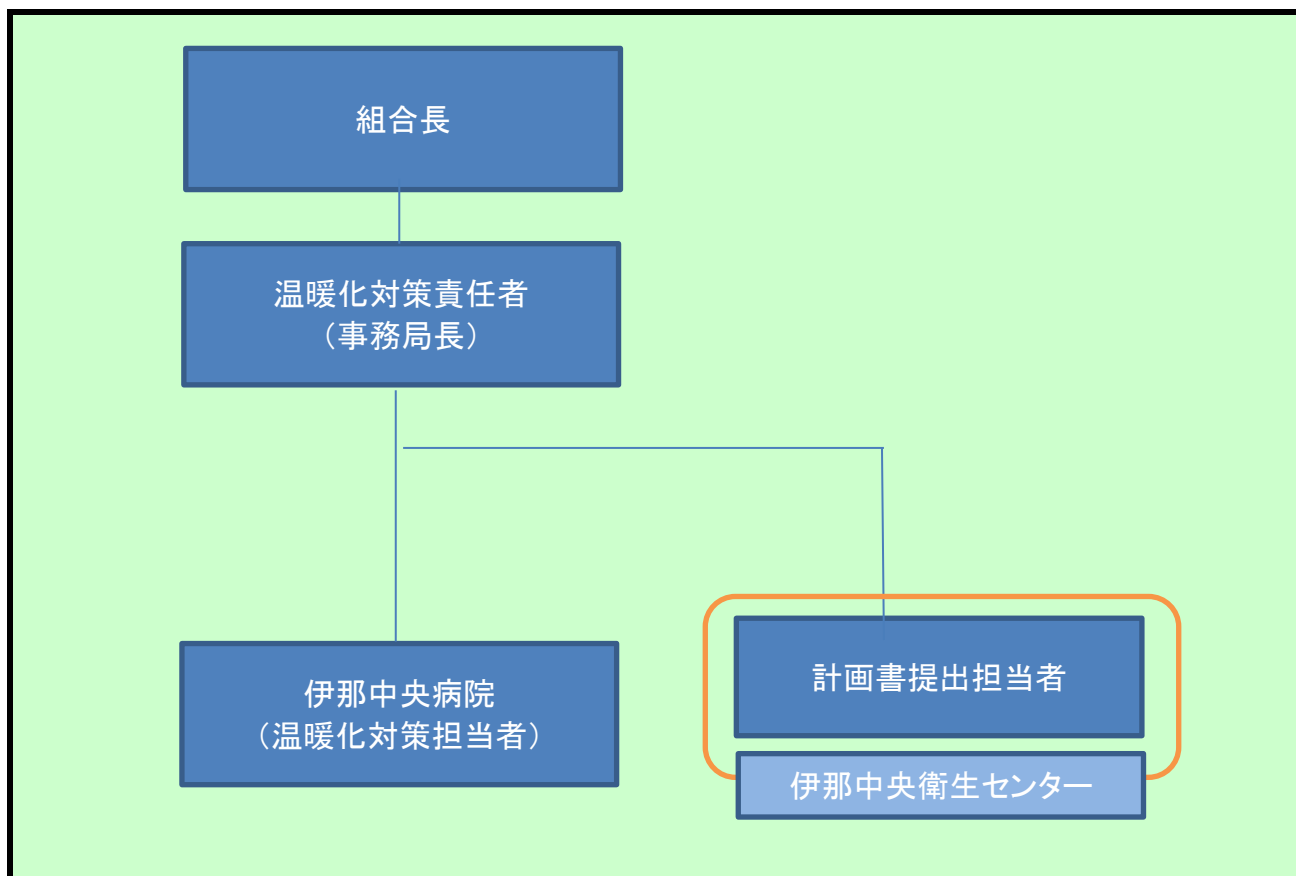 組合長
温暖化対策責任者
（事務局長）
伊那中央病院
（温暖化対策担当者）
計画書提出担当者
伊那中央衛生センター